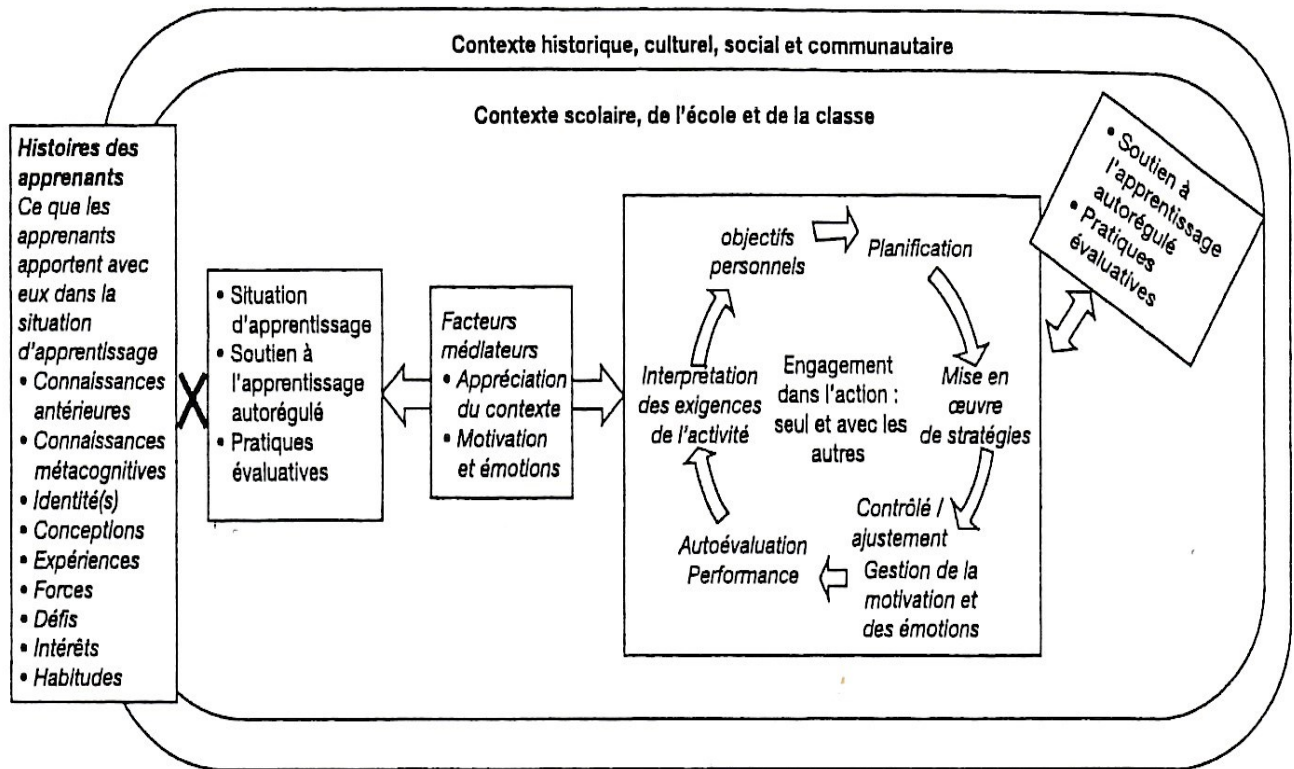 Contexte historique, culturel, social et communautaire
Contexte scolaire, de l'école et de la classe
Histoires des
apprenants
Ce que les
apprenants
apportent avec
eux dans la
situation
d'apprentissage
• Connaissances
antérieures
• Connaissances
métacognitives
• Identité(s)
• Conceptions
• Expériences
• Forces
• Défis
• Intérêts
• Habitudes
• Situation
d'apprentissage
• Soutien à
l'apprentissage
autorégulé
• Pratiques
évaluatives
Facteurs
médiateurs
• Appréciation
du contexte
• Motivation
et émotions
objectifs
personnels
Planification
Mise en
œuvre
de stratégies
Contrôlé /
ajustement
Gestion de la
motivation et
des émotions
Autoévaluation
Performance
Interprétation
des exigences
de l'activité
Engagement
dans l'action :
seul et avec les
autres
• Soutien à
l'apprentissage
autorégulé
• Pratiques
évaluatives